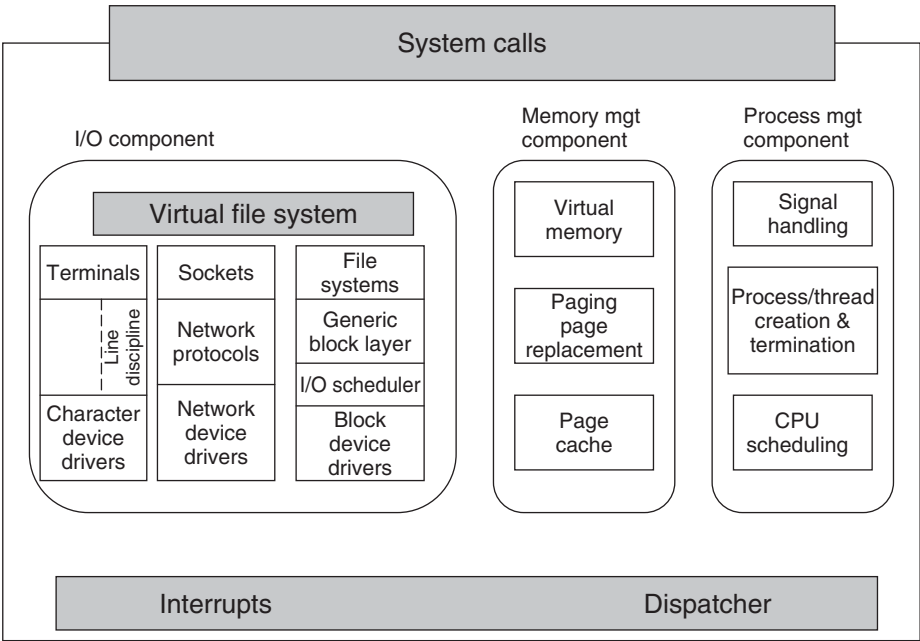 System calls
I/O component
Memory mgt
component
Process mgt
component
Virtual file system
Terminals
Line
discipline
Character
device
drivers
Sockets
Network
protocols
Network
device
drivers
File
systems
Generic
block layer
I/O scheduler
Block
device
drivers
Virtual
memory
Paging
page
replacement
Page
cache
Signal
handling
Process/thread
creation &
termination
CPU
scheduling
Interrupts
Dispatcher